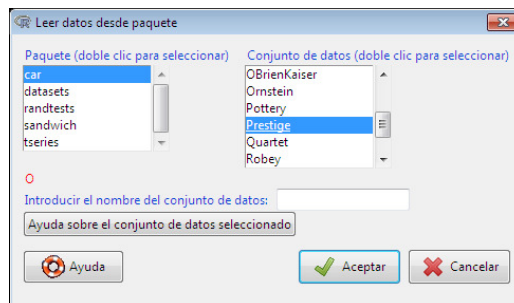 Leer datos desde paquete
Paquete (doble clic para seleccionar)
car
datasets
randtests
sandwich
tseries
Conjunto de datos (doble clic para seleccionar)
OBrienKaiser
Ornstein
Pottery
Prestige
Quartet
Robey
O
Introducir el nombre del conjunto de datos:
Ayuda sobre el conjunto de datos seleccionado
Ayuda
Aceptar
Cancelar